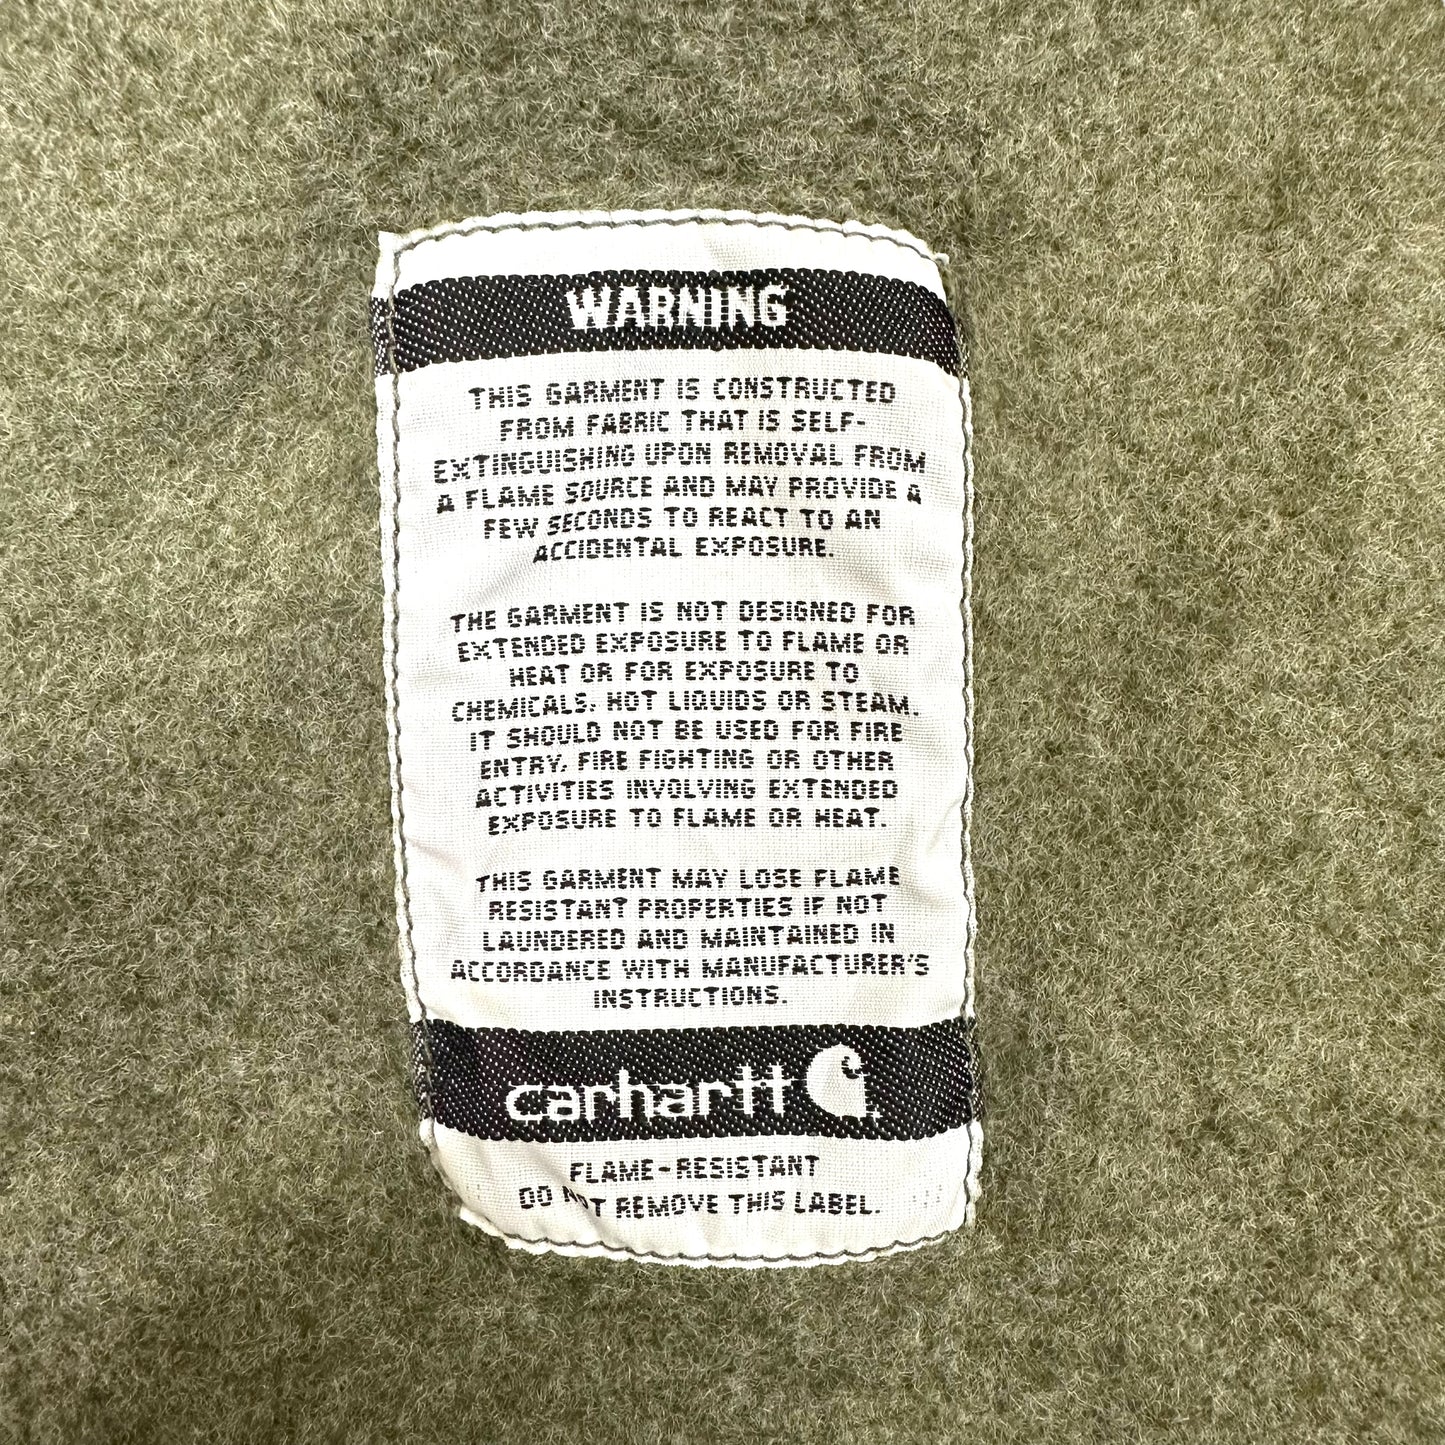 WARNING
THIS GARMENT IS CONSTRUCTED
FROM FABRIC THAT IS SELF-
EXTINGUISHING UPON REMOVAL FROM
A FLAME SOURCE AND MAY PROVIDE A
FEW SECONDS TO REACT TO AN
ACCIDENTAL EXPOSURE.
THE GARMENT IS NOT DESIGNED FOR
EXTENDED EXPOSURE TO FLAME OR
HEAT OR FOR EXPOSURE TO
CHEMICALS, HOT LIQUIDS OR STEAM.
IT SHOULD NOT BE USED FOR FIRE
ENTRY, FIRE FIGHTING OR OTHER
ACTIVITIES INVOLVING EXTENDED
EXPOSURE TO FLAME OR HEAT.
THIS GARMENT MAY LOSE FLAME
RESISTANT PROPERTIES IF NOT
LAUNDERED AND MAINTAINED IN
ACCORDANCE WITH MANUFACTURER'S
INSTRUCTIONS.
carhartt
FLAME-RESISTANT
DO NOT REMOVE THIS LABEL.